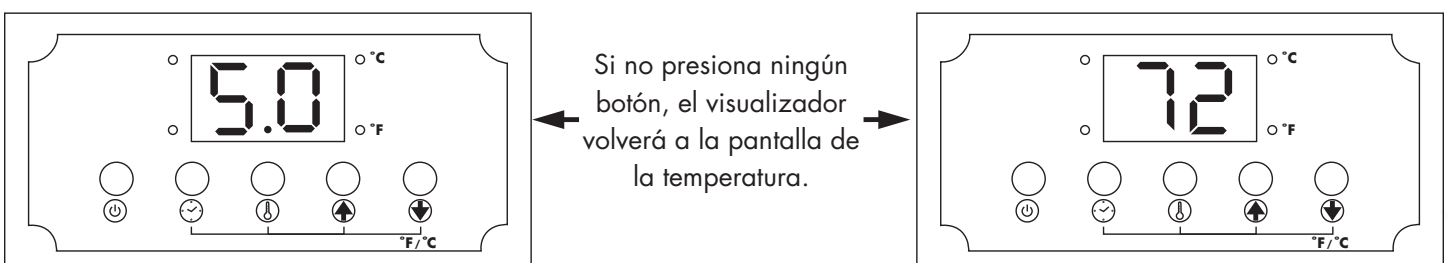 5.0
°C
°F
°F/°C
Si no presiona ningún
botón, el visualizador
volverá a la pantalla de
la temperatura.
72
°C
°F
°F/°C